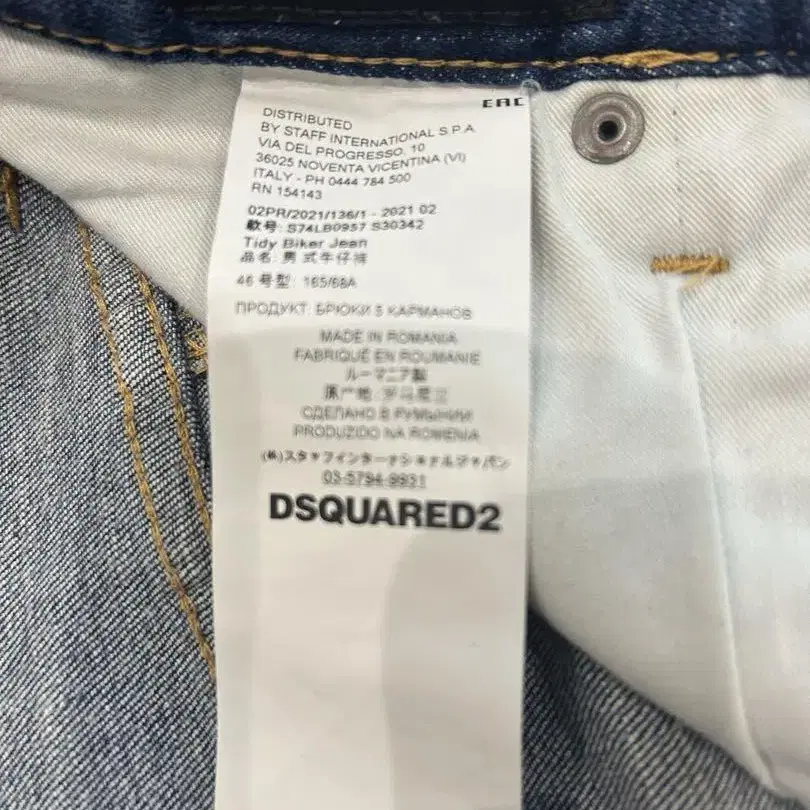 EAC
DISTRIBUTED
BY STAFF INTERNATIONAL S.P.A.
VIA DEL PROGRESSO, 10
36025 NOVENTA VICENTINA (VI)
ITALY - PH 0444 784 500
RN 154143
02PR/2021/136/1 - 2021 02
款号: S74LB0957 S30342
Tidy Biker Jean
品名: 男式牛仔裤
46 号型: 165/68A
ПРОДУКТ: БРЮКИ 5 КАРМАНОВ
MADE IN ROMANIA
FABRIQUÉ EN ROUMANIE
ルーマニア製
原产地: 罗马尼亚
СДЕЛАНО В РУМЫНИИ
PRODUZIDO NA ROMENIA
(株)スタッフインターナショナルジャパン
03-5794-9931
DSQUARED2